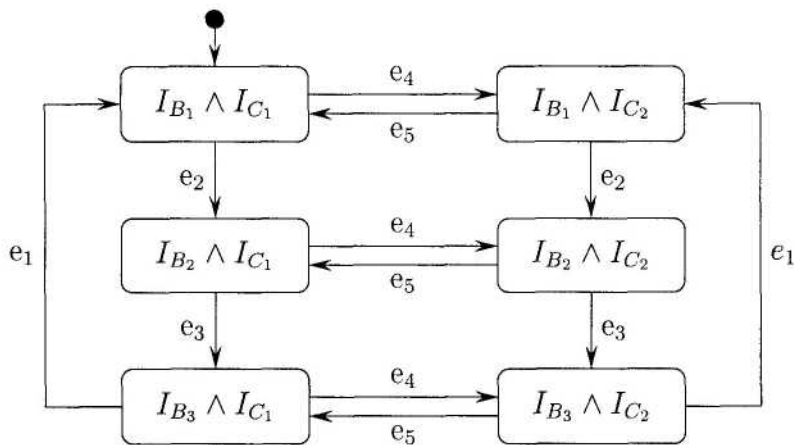 e₄
I_{B₁} ∧ I_{C₁} I_{B₁} ∧ I_{C₂}
e₅
e₂ e₂
e₄
e₁ I_{B₂} ∧ I_{C₁} I_{B₂} ∧ I_{C₂} e₁
e₅
e₃ e₃
e₄
I_{B₃} ∧ I_{C₁} I_{B₃} ∧ I_{C₂}
e₅